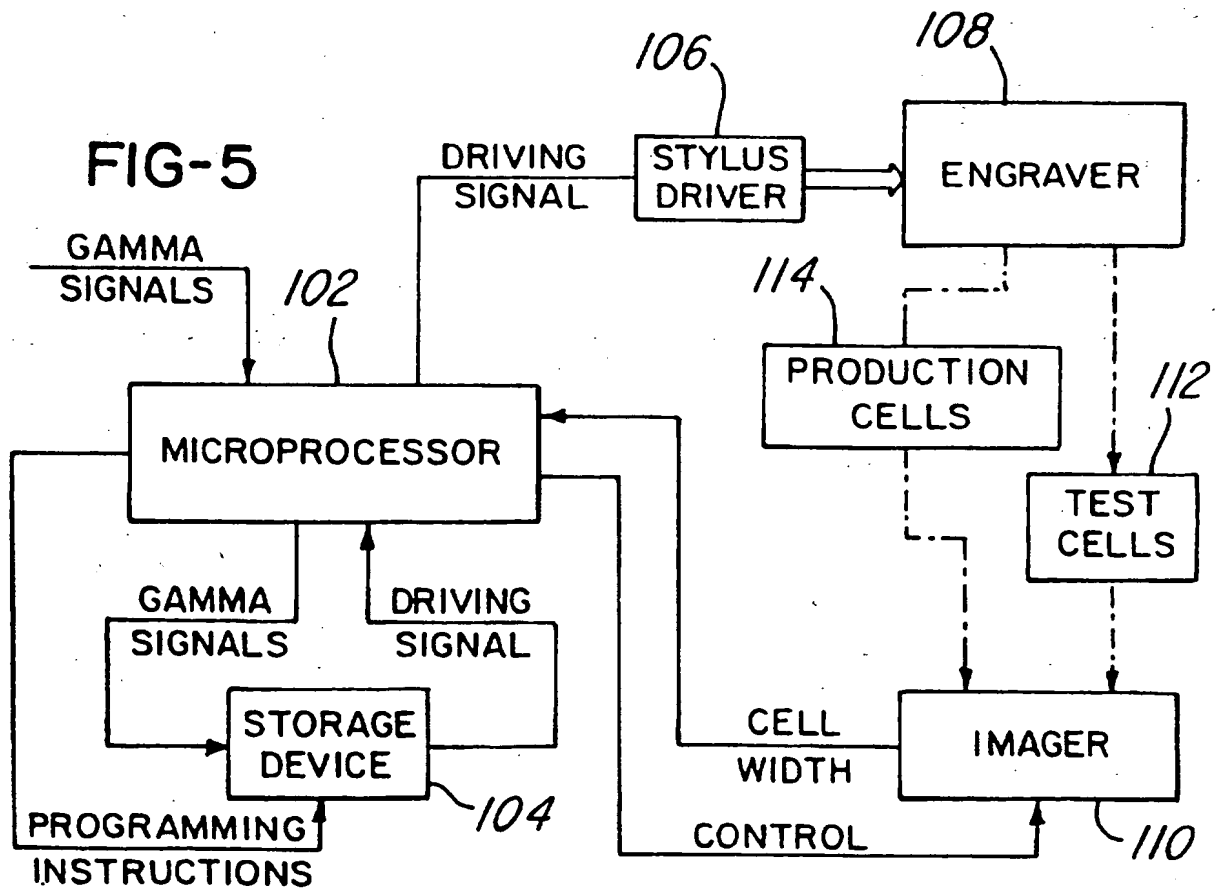 FIG-5
106
108
DRIVING
SIGNAL
STYLUS
DRIVER
ENGRAVER
GAMMA
SIGNALS
102
114
PRODUCTION
CELLS
112
MICROPROCESSOR
TEST
CELLS
GAMMA
SIGNALS
DRIVING
SIGNAL
STORAGE
DEVICE
104
CELL
WIDTH
IMAGER
PROGRAMMING
INSTRUCTIONS
CONTROL
110